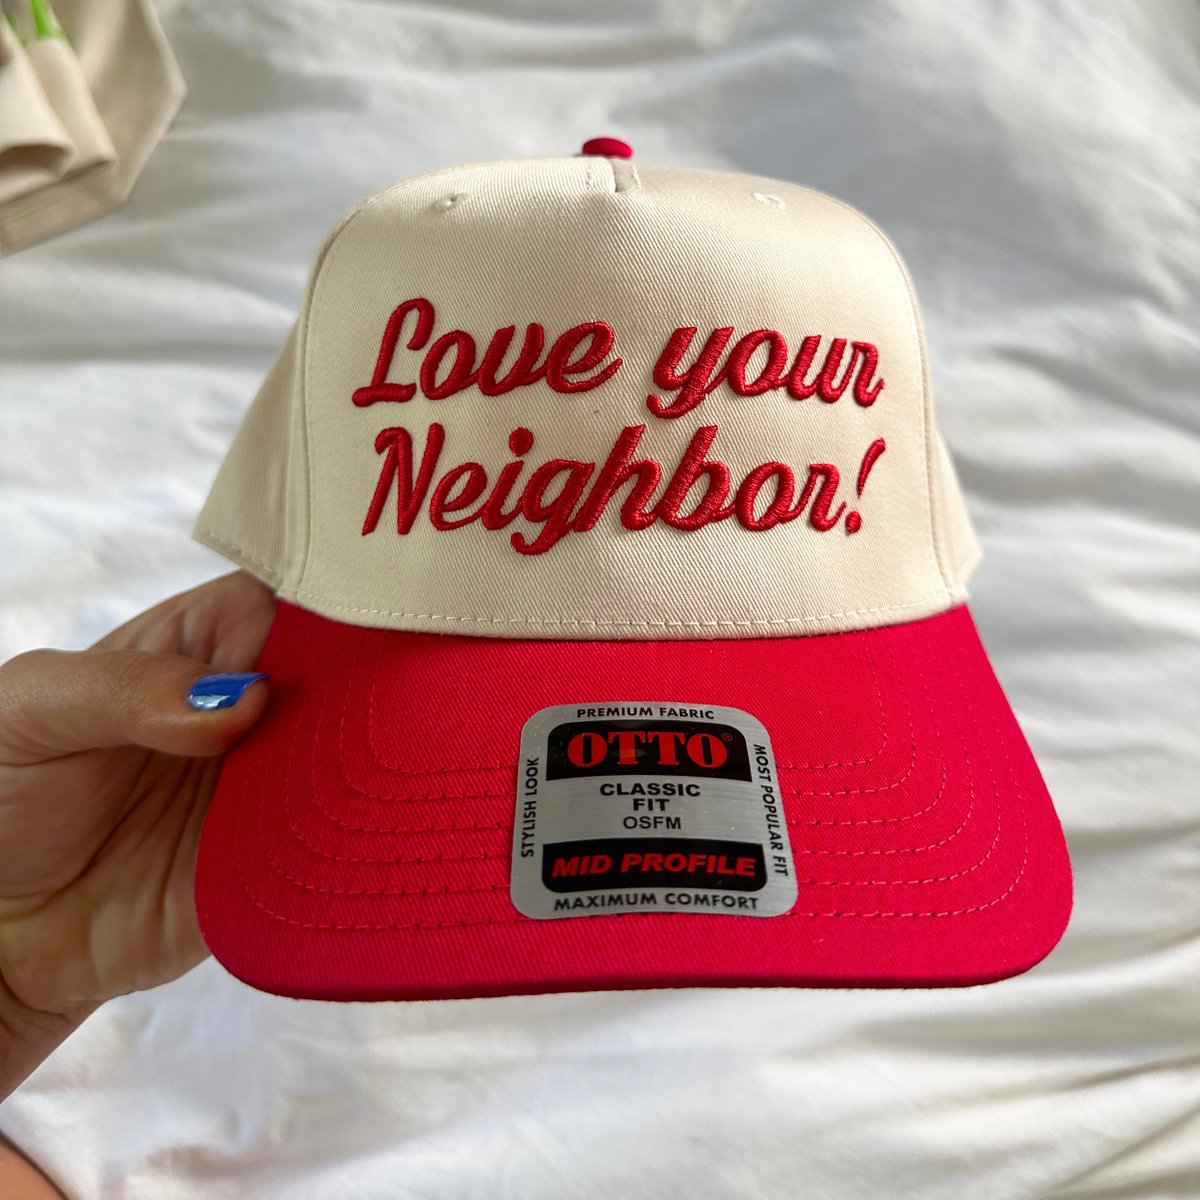 Love your
Neighbor!
PREMIUM FABRIC
OTTO®
STYLISH LOOK
CLASSIC
FIT
OSFM
MOST POPULAR FIT
MID PROFILE
MAXIMUM COMFORT